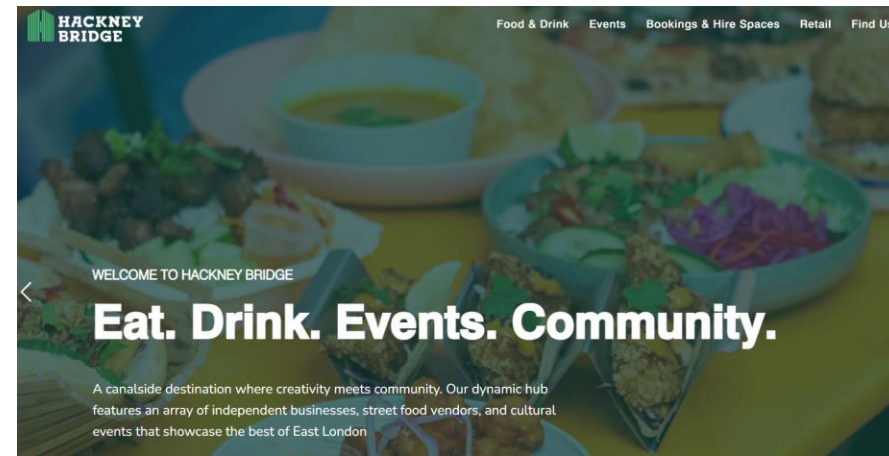 HACKNEY
BRIDGE
Food & Drink Events Bookings & Hire Spaces Retail Find Us
WELCOME TO HACKNEY BRIDGE
Eat. Drink. Events. Community.
A canalside destination where creativity meets community. Our dynamic hub
features an array of independent businesses, street food vendors, and cultural
events that showcase the best of East London